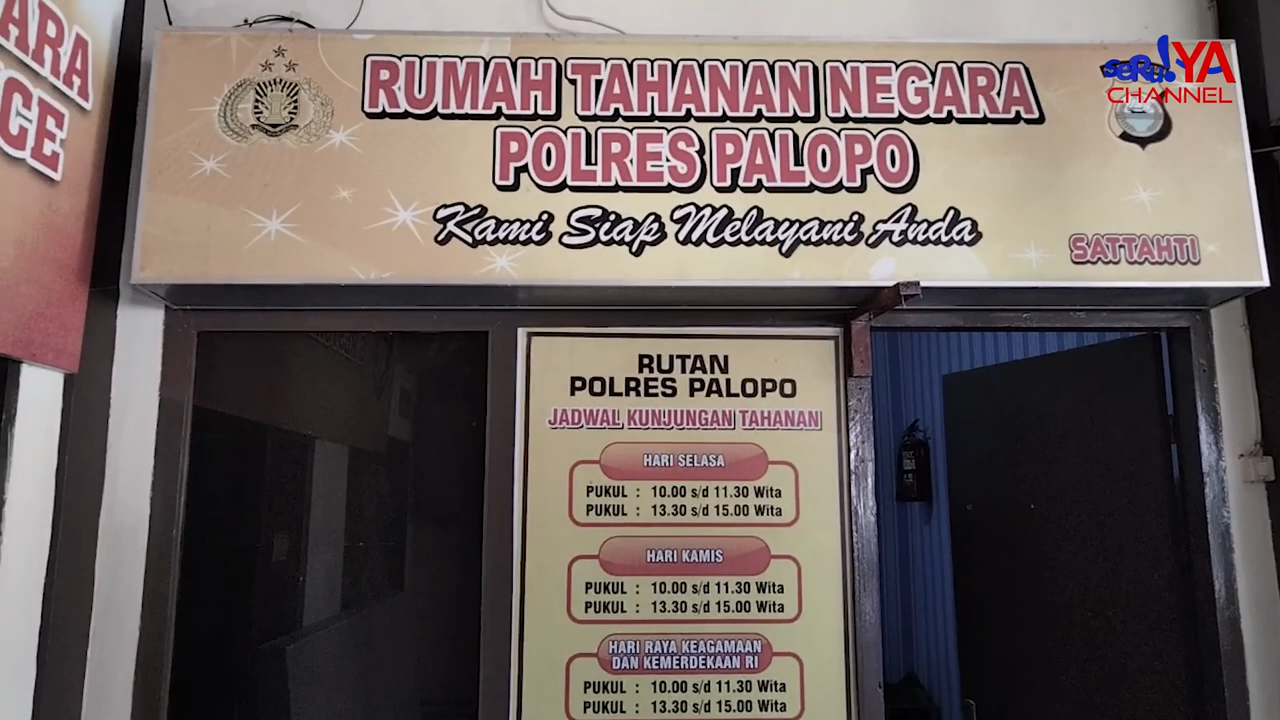 ARA
CE
RUMAH TAHANAN NEGARA
POLRES PALOPO
Kami Siap Melayani Anda
SATTAHTI
SERU! YA
CHANNEL
RUTAN
POLRES PALOPO
JADWAL KUNJUNGAN TAHANAN
HARI SELASA
PUKUL : 10.00 s/d 11.30 Wita
PUKUL : 13.30 s/d 15.00 Wita
HARI KAMIS
PUKUL : 10.00 s/d 11.30 Wita
PUKUL : 13.30 s/d 15.00 Wita
HARI RAYA KEAGAMAAN
DAN KEMERDEKAAN RI
PUKUL : 10.00 s/d 11.30 Wita
PUKUL : 13.30 s/d 15.00 Wita